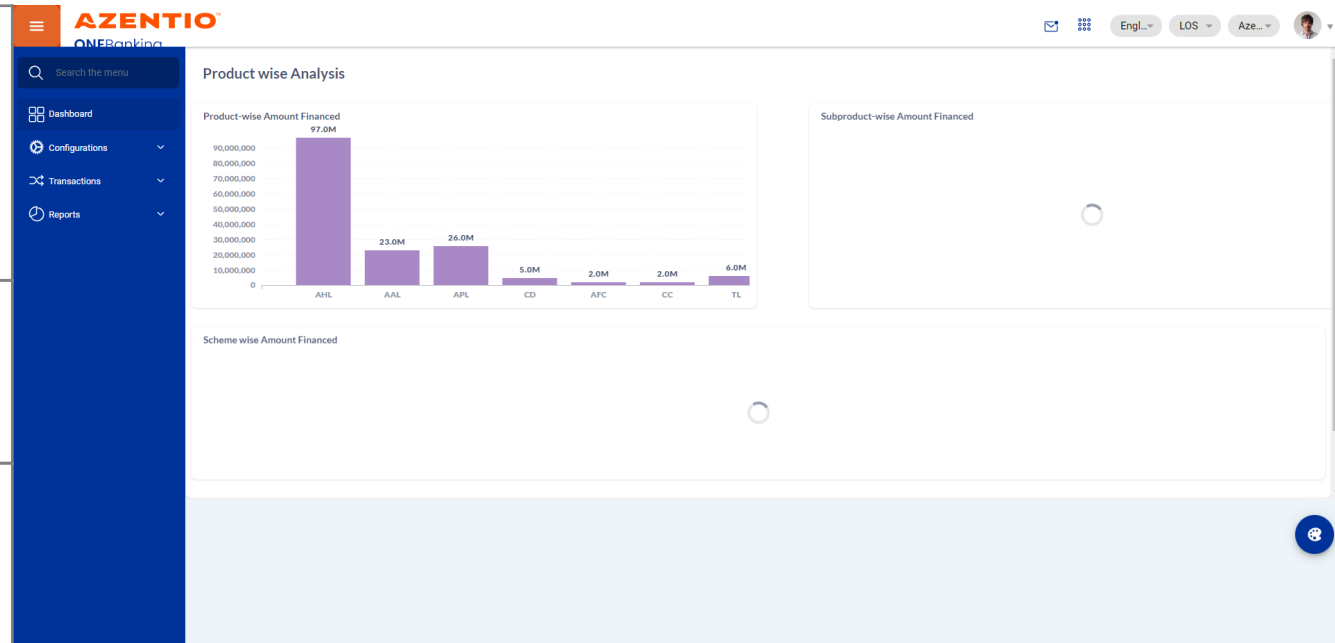 AZENTIO
ONEBanking
Engl...
LOS
Aze...
Search the menu
Dashboard
Configurations
Transactions
Reports
Product wise Analysis
Product-wise Amount Financed
97.0M
90,000,000
80,000,000
70,000,000
60,000,000
50,000,000
40,000,000
30,000,000
20,000,000
10,000,000
0
23.0M
26.0M
5.0M
2.0M
2.0M
6.0M
AHL
AAL
APL
CD
AFC
CC
TL
Subproduct-wise Amount Financed
Scheme wise Amount Financed